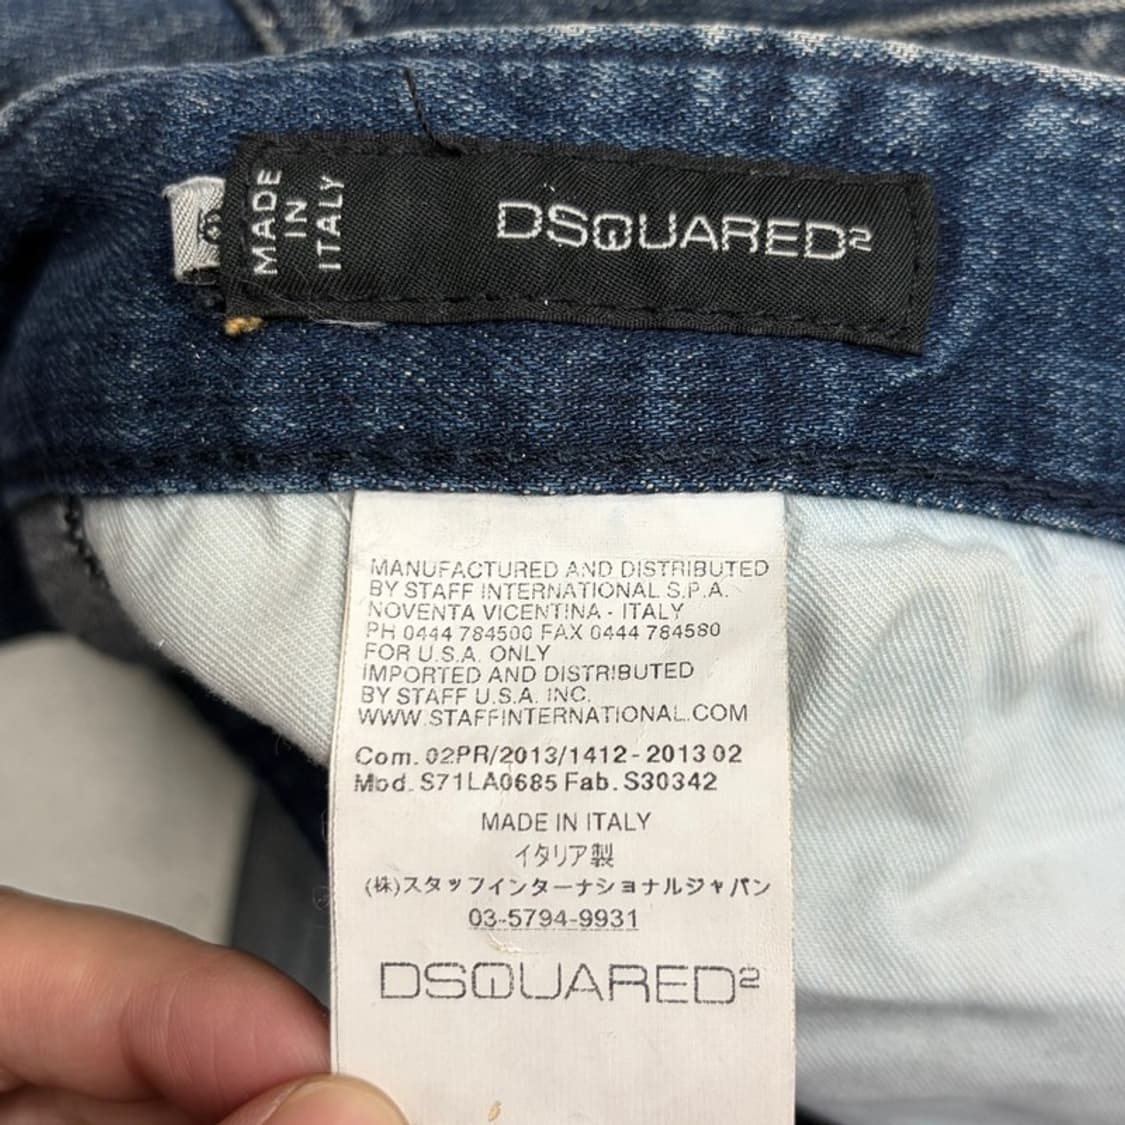 MADE
IN
ITALY
DSQUARED2
MANUFACTURED AND DISTRIBUTED
BY STAFF INTERNATIONAL S.P.A.
NOVENTA VICENTINA - ITALY
PH 0444 784500 FAX 0444 784580
FOR U.S.A. ONLY
IMPORTED AND DISTRIBUTED
BY STAFF U.S.A. INC.
WWW.STAFFINTERNATIONAL.COM
Com. 02PR/2013/1412 - 2013 02
Mod. S71LA0685 Fab. S30342
MADE IN ITALY
イタリア製
(株)スタッフインターナショナルジャパン
03-5794-9931
DSQUARED2